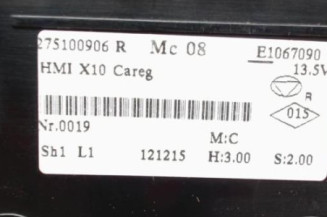 275100906 R Mc 08 E1067090
HMI X10 Careg 13.5V
R
015
Nr.0019
M:C
Sh1 L1 121215 H:3.00 S:2.00